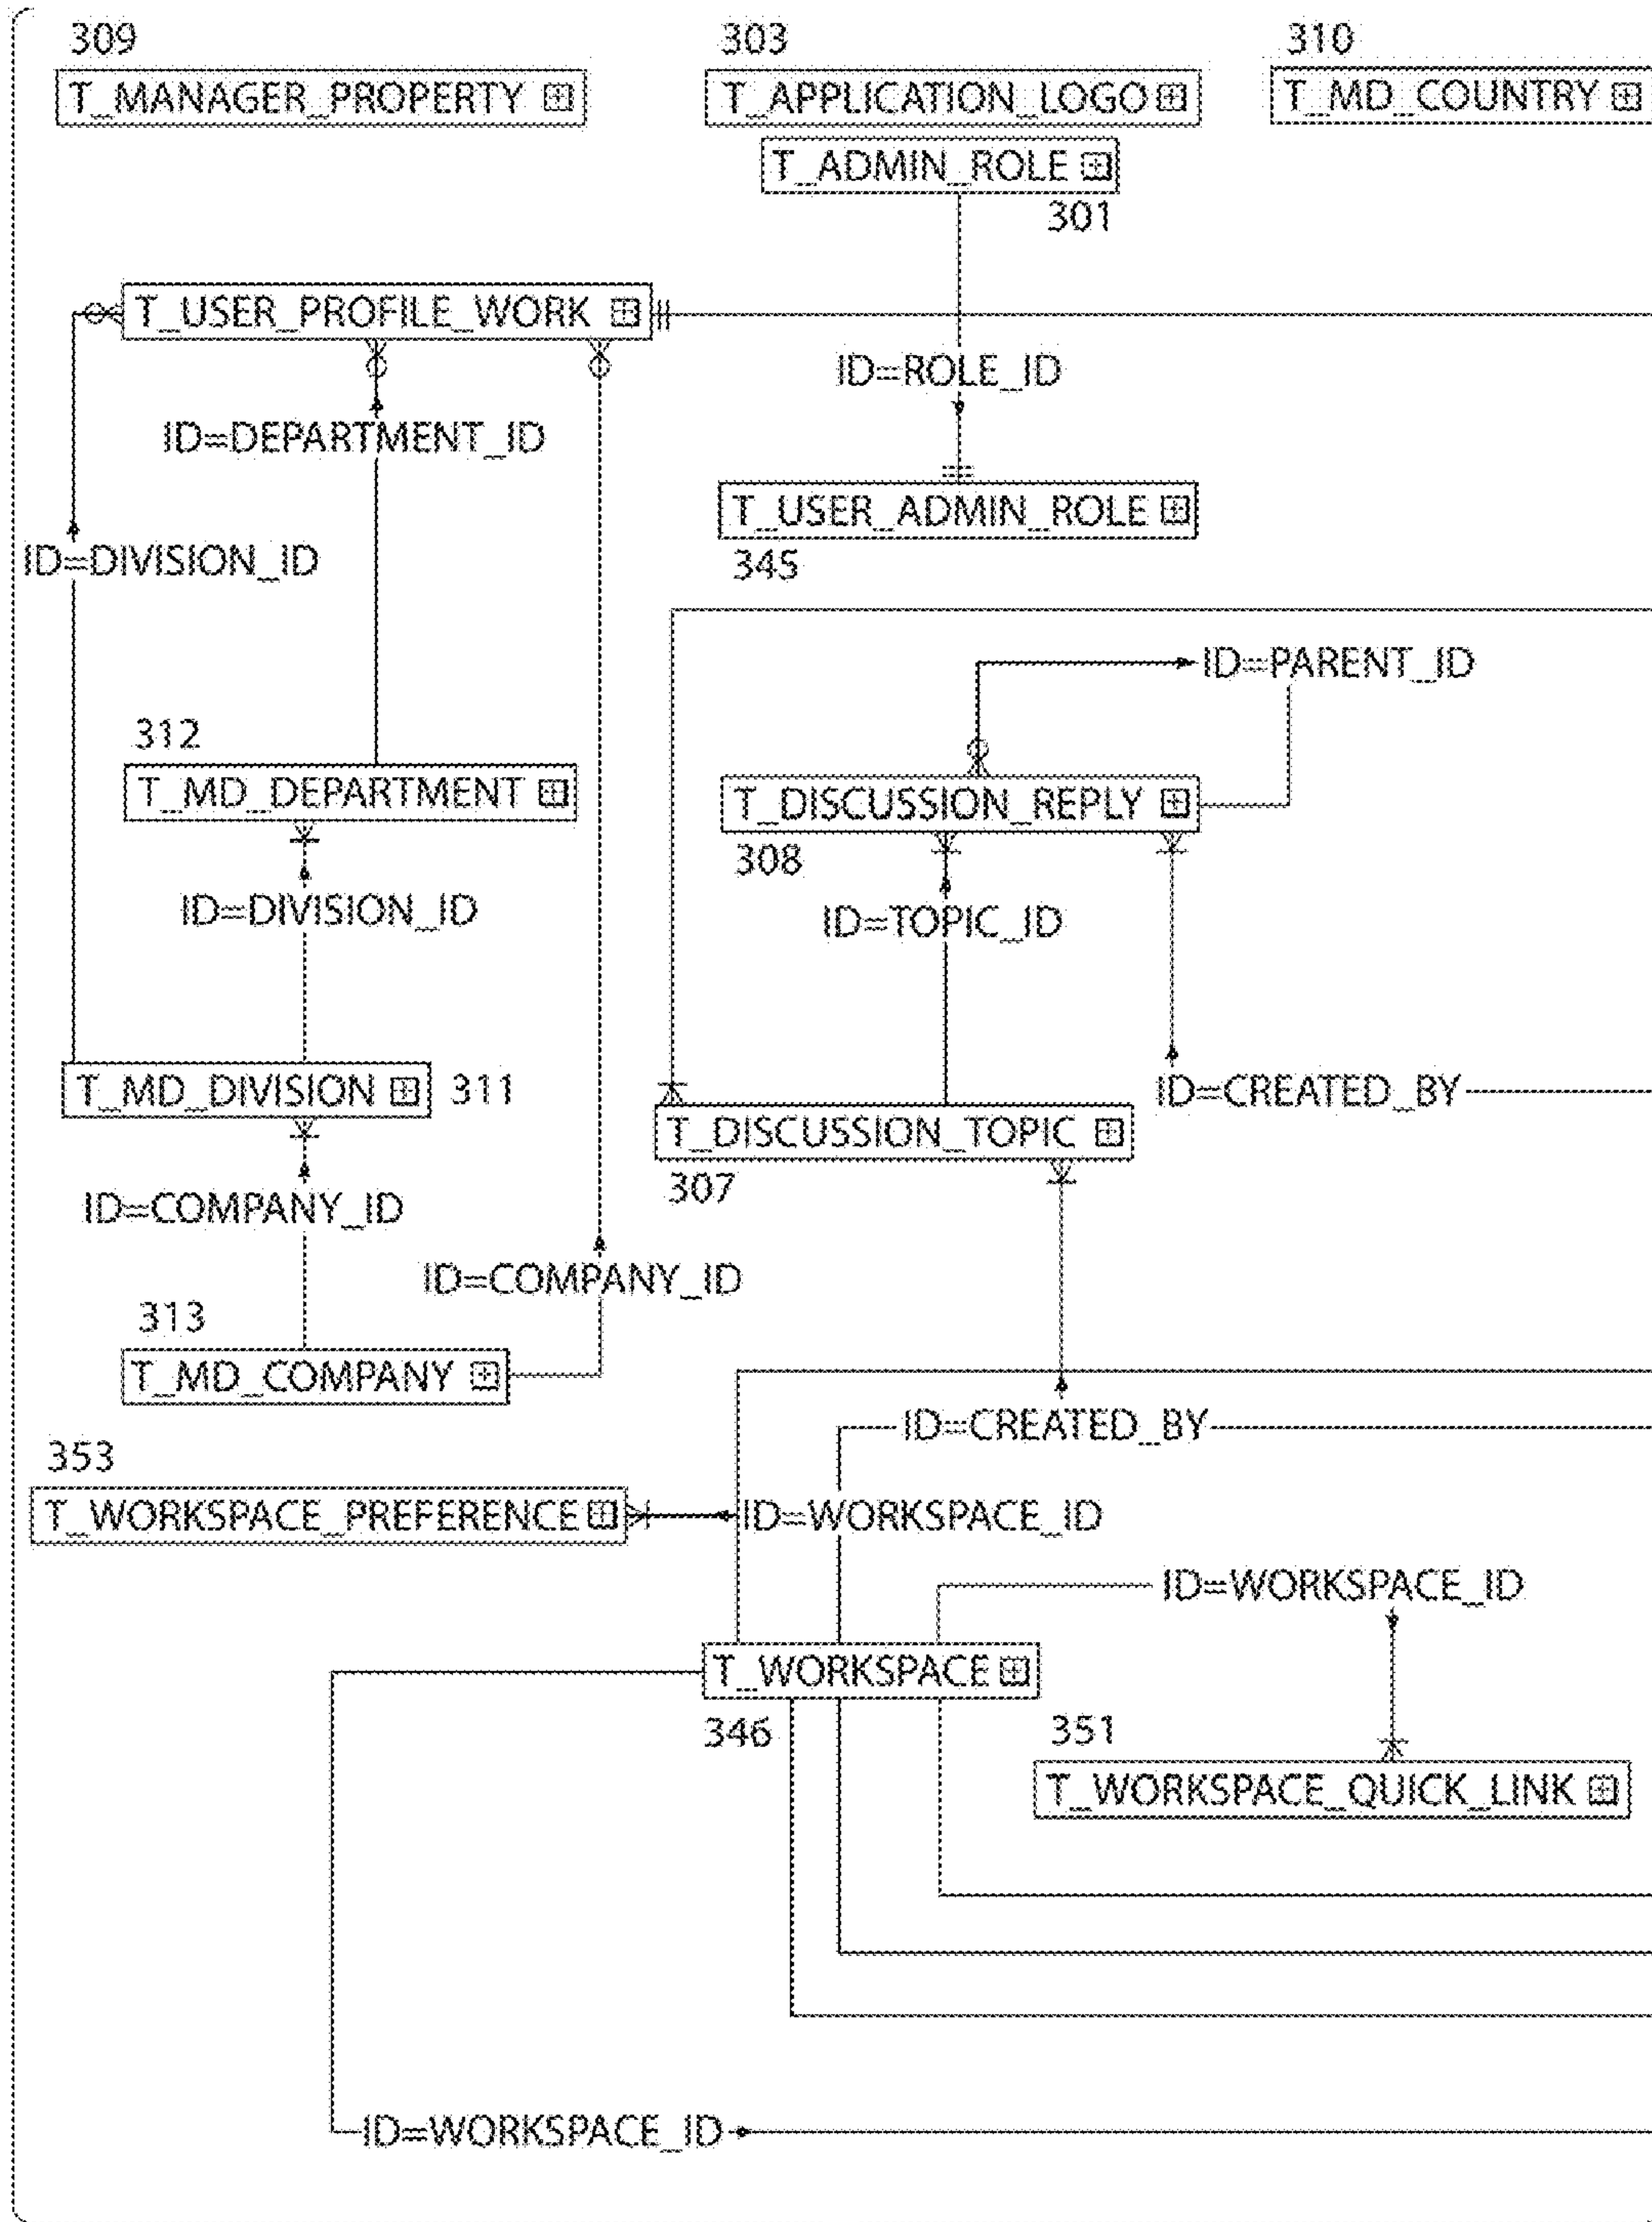 309
303
310
T_MANAGER_PROPERTY
T_APPLICATION_LOGO
T_MD_COUNTRY
T_ADMIN_ROLE
301
T_USER_PROFILE_WORK
ID=ROLE_ID
ID=DEPARTMENT_ID
T_USER_ADMIN_ROLE
345
ID=DIVISION_ID
ID=PARENT_ID
312
T_MD_DEPARTMENT
T_DISCUSSION_REPLY
308
ID=DIVISION_ID
ID=TOPIC_ID
T_MD_DIVISION
311
ID=CREATED_BY
T_DISCUSSION_TOPIC
307
ID=COMPANY_ID
ID=COMPANY_ID
313
T_MD_COMPANY
ID=CREATED_BY
353
T_WORKSPACE_PREFERENCE
ID=WORKSPACE_ID
ID=WORKSPACE_ID
T_WORKSPACE
346
351
T_WORKSPACE_QUICK_LINK
ID=WORKSPACE_ID